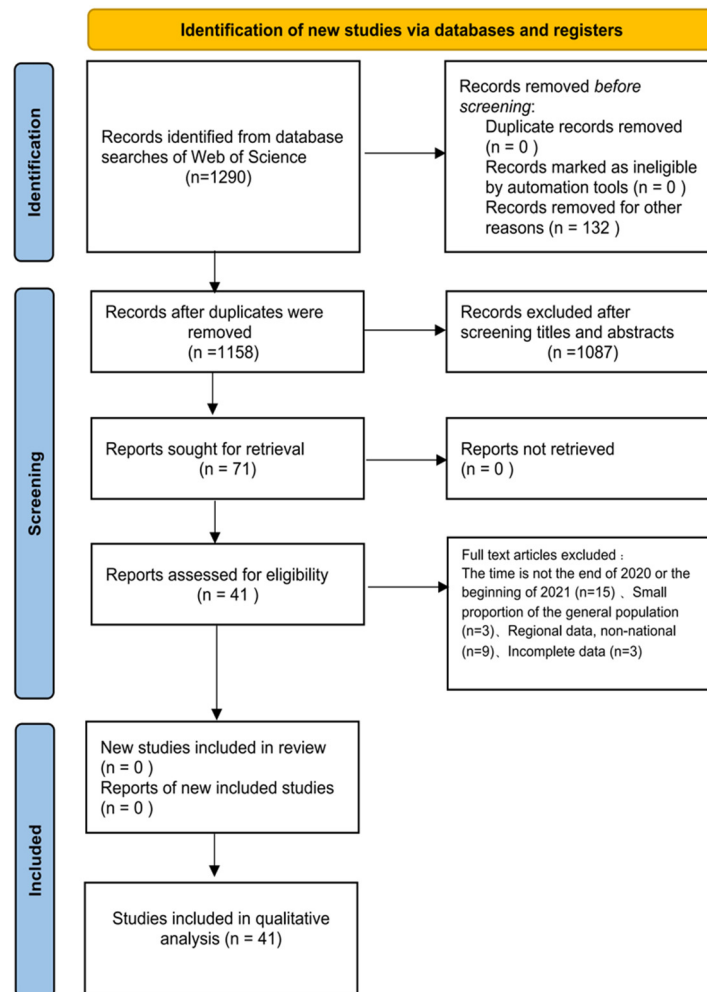 Identification of new studies via databases and registers
Identification
Records identified from database
searches of Web of Science
(n=1290)
Records removed before
screening:
Duplicate records removed
(n = 0 )
Records marked as ineligible
by automation tools (n = 0 )
Records removed for other
reasons (n = 132 )
Screening
Records after duplicates were
removed
(n =1158)
Records excluded after
screening titles and abstracts
(n =1087)
Reports sought for retrieval
(n = 71)
Reports not retrieved
(n = 0 )
Reports assessed for eligibility
(n = 41 )
Full text articles excluded：
The time is not the end of 2020 or the
beginning of 2021 (n=15) 、Small
proportion of the general population
(n=3)、Regional data, non-national
(n=9)、Incomplete data (n=3)
Included
New studies included in review
(n = 0 )
Reports of new included studies
(n = 0 )
Studies included in qualitative
analysis (n = 41)